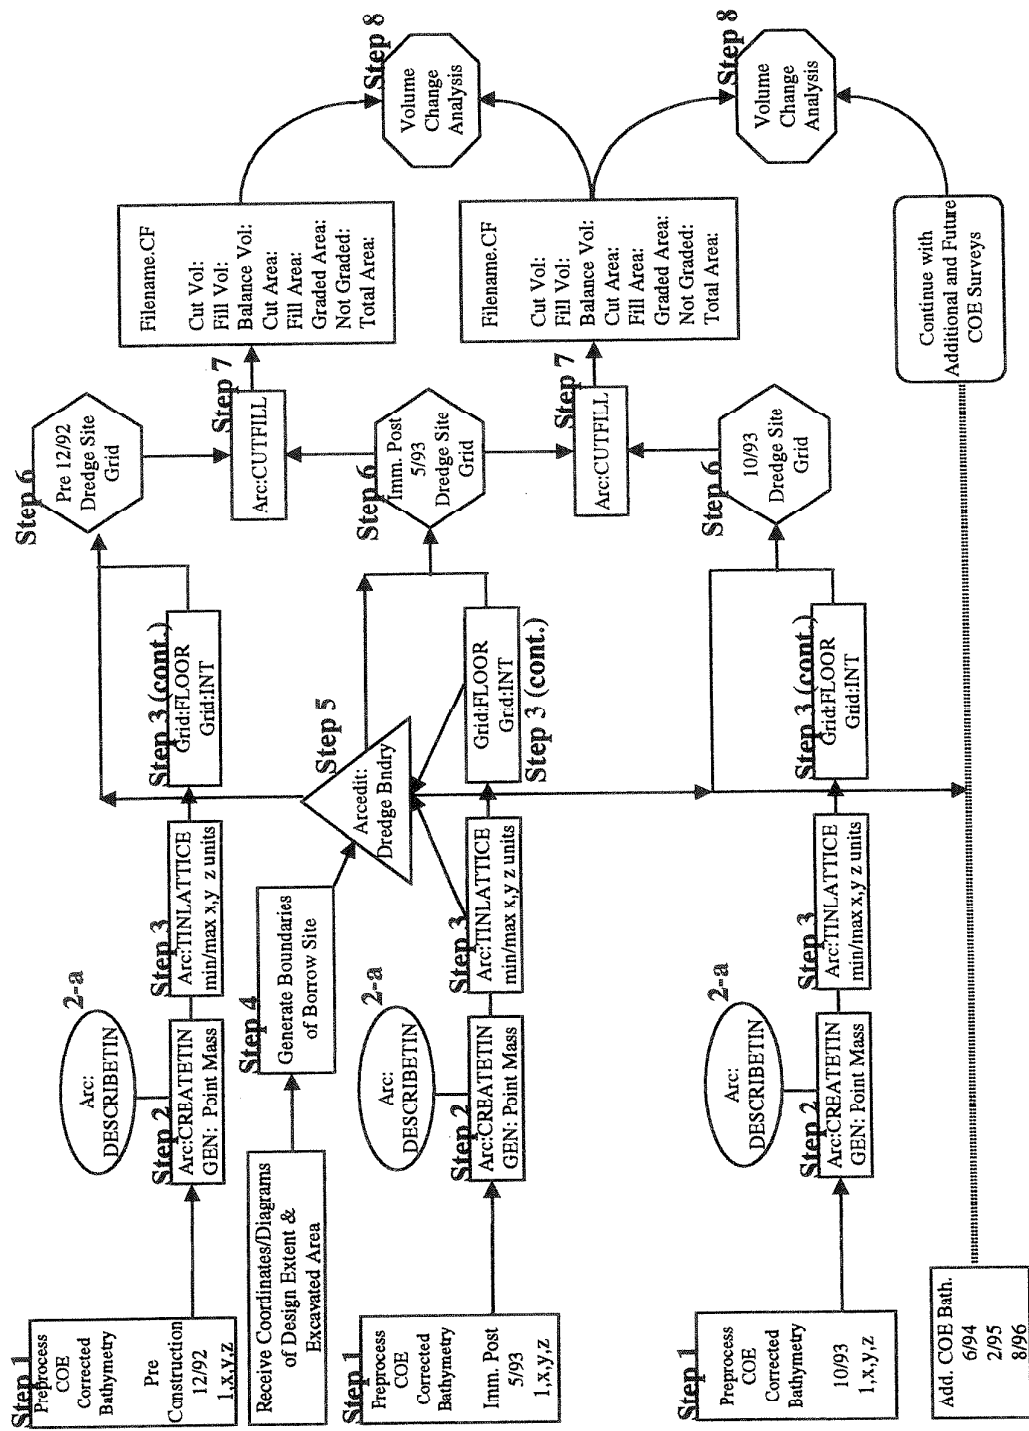 Step 1
Preprocess
COE
Corrected
Bathymetry
Pre
Construction
12/92
1,x,y,z
2-a
Arc:
DESCRIBETIN
Step 2
Arc:CREATETIN
GEN: Point Mass
Step 3
Arc:TINLATTICE
min/max x,y z units
Step 3 (cont.)
Grid:FLOOR
Grid:INT
Step 6
Pre 12/92
Dredge Site
Grid
Step 7
Arc:CUTFILL
Filename.CF
Cut Vol:
Fill Vol:
Balance Vol:
Cut Area:
Fill Area:
Graded Area:
Not Graded:
Total Area:
Step 8
Volume
Change
Analysis
Receive Coordinates/Diagrams
of Design Extent &
Excavated Area
Step 4
Generate Boundaries
of Borrow Site
Step 5
Arcedit:
Dredge Bndry
Step 1
Preprocess
COE
Corrected
Bathymetry
Imm. Post
5/93
1,x,y,z
2-a
Arc:
DESCRIBETIN
Step 2
Arc:CREATETIN
GEN: Point Mass
Step 3
Arc:TINLATTICE
min/max x,y z units
Grid:FLOOR
Grid:INT
Step 3 (cont.)
Step 6
Imm. Post
5/93
Dredge Site
Grid
Step 7
Arc:CUTFILL
Filename.CF
Cut Vol:
Fill Vol:
Balance Vol:
Cut Area:
Fill Area:
Graded Area:
Not Graded:
Total Area:
Step 8
Volume
Change
Analysis
Step 1
Preprocess
COE
Corrected
Bathymetry
10/93
1,x,y,z
2-a
Arc:
DESCRIBETIN
Step 2
Arc:CREATETIN
GEN: Point Mass
Step 3
Arc:TINLATTICE
min/max x,y z units
Step 3 (cont.)
Grid:FLOOR
Grid:INT
Step 6
10/93
Dredge Site
Grid
Add. COE Bath.
6/94
2/95
8/96
Continue with
Additional and Future
COE Surveys